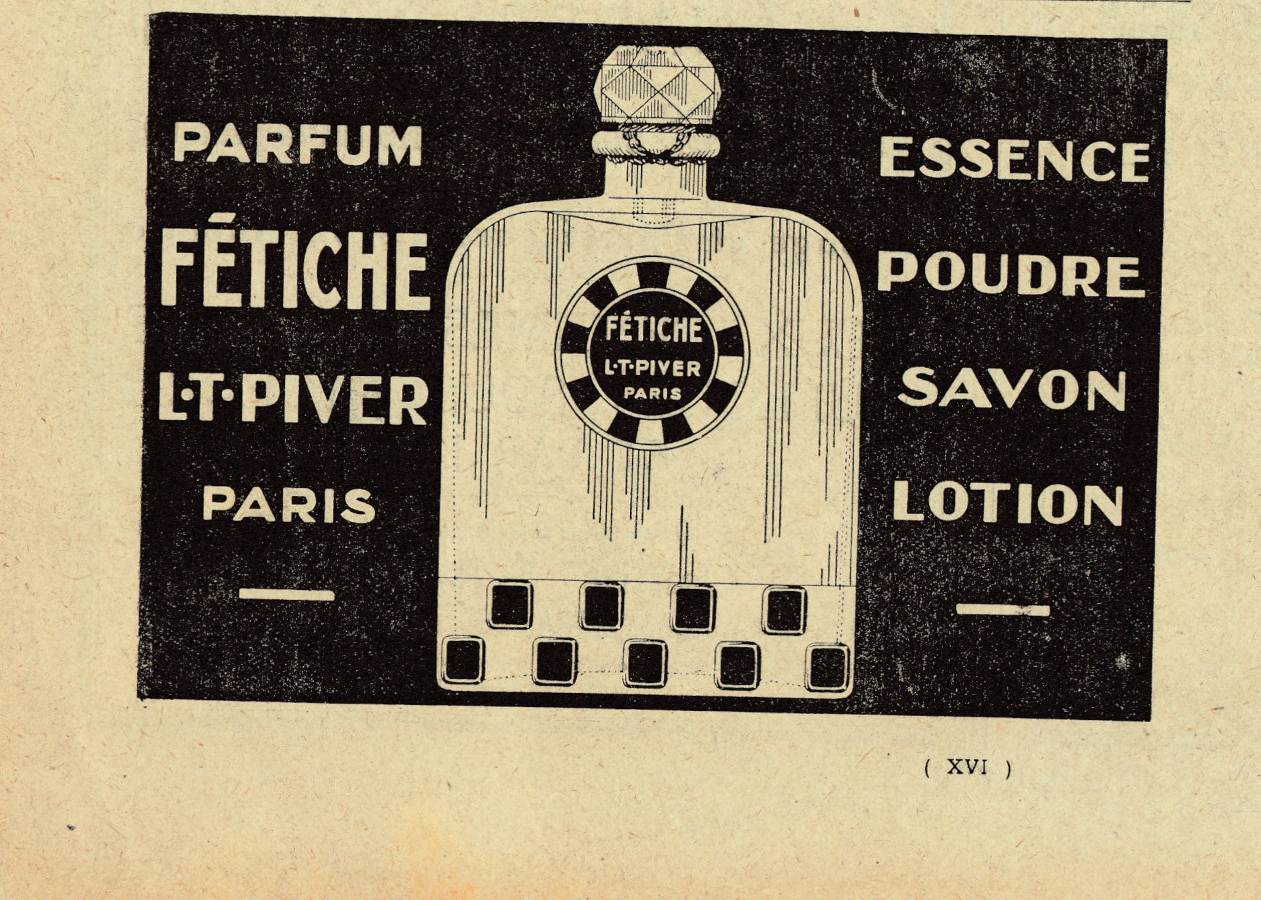 PARFUM
FÉTICHE
L·T·PIVER
PARIS
FÉTICHE
L·T·PIVER
PARIS
ESSENCE
POUDRE
SAVON
LOTION
( XVI )